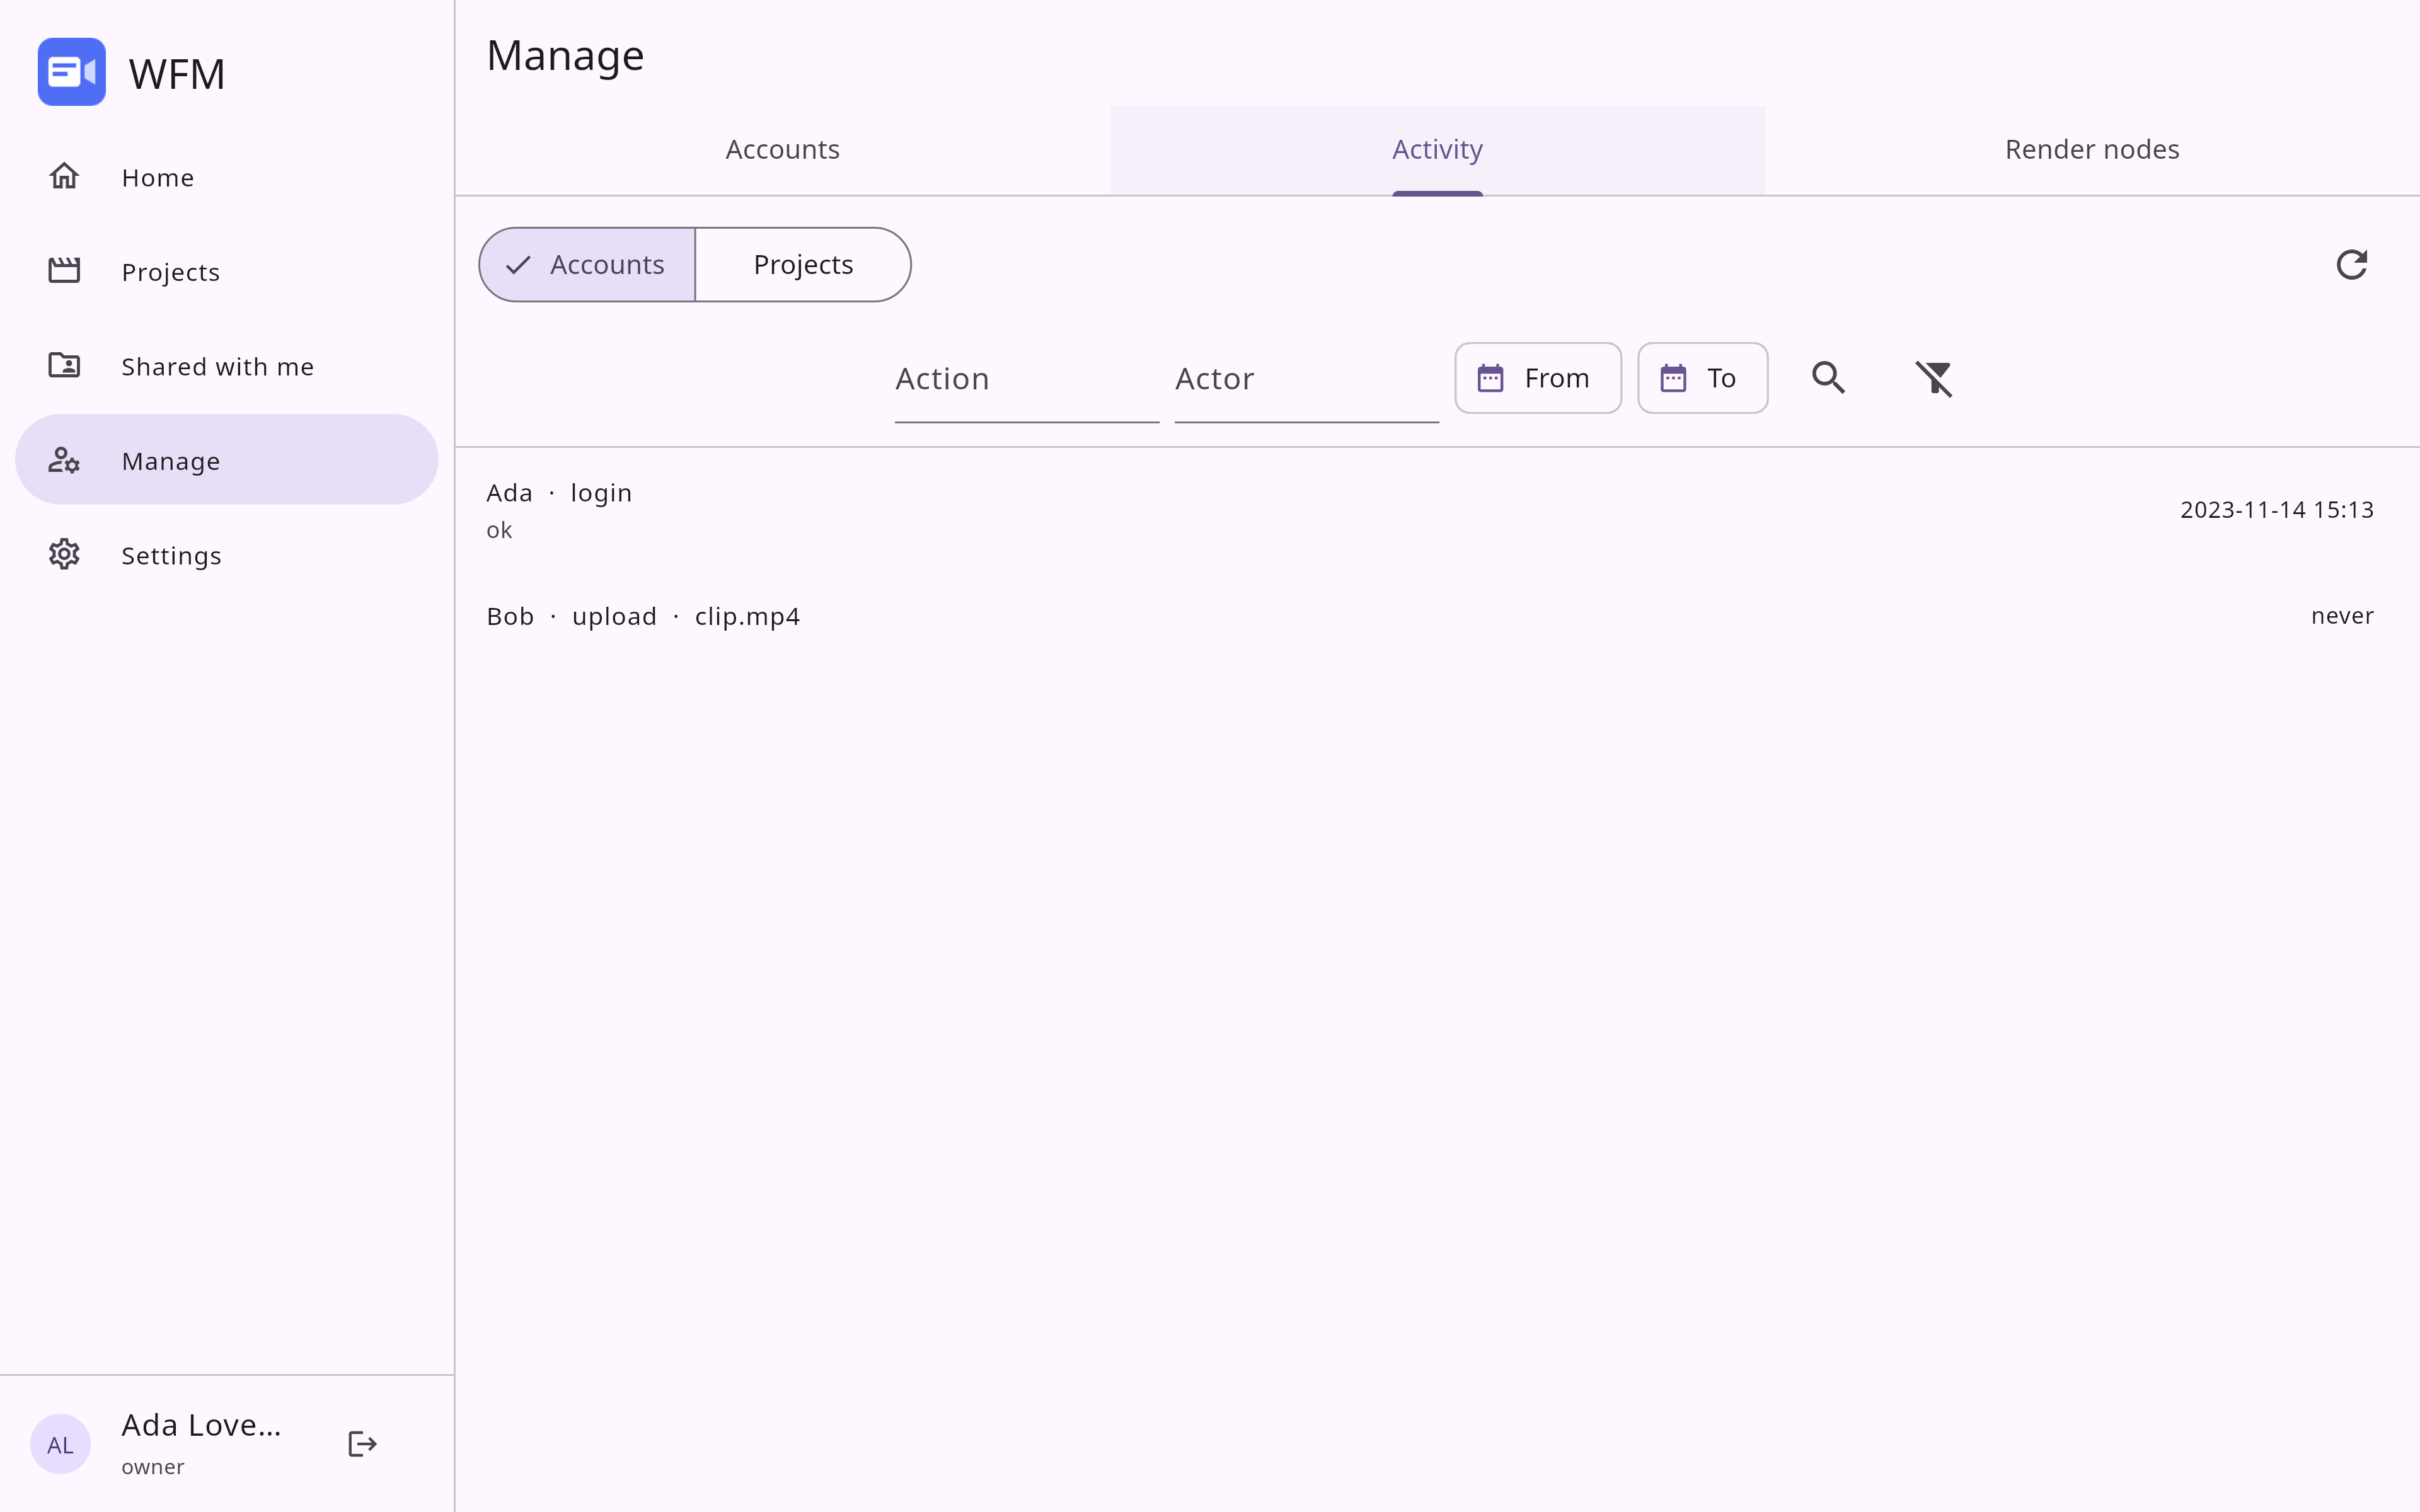 WFM
Home
Projects
Shared with me
Manage
Settings
AL
Ada Love...
owner
Manage
Accounts
Activity
Render nodes
Accounts
Projects
Action
Actor
From
To
Ada · login
ok
2023-11-14 15:13
Bob · upload · clip.mp4
never